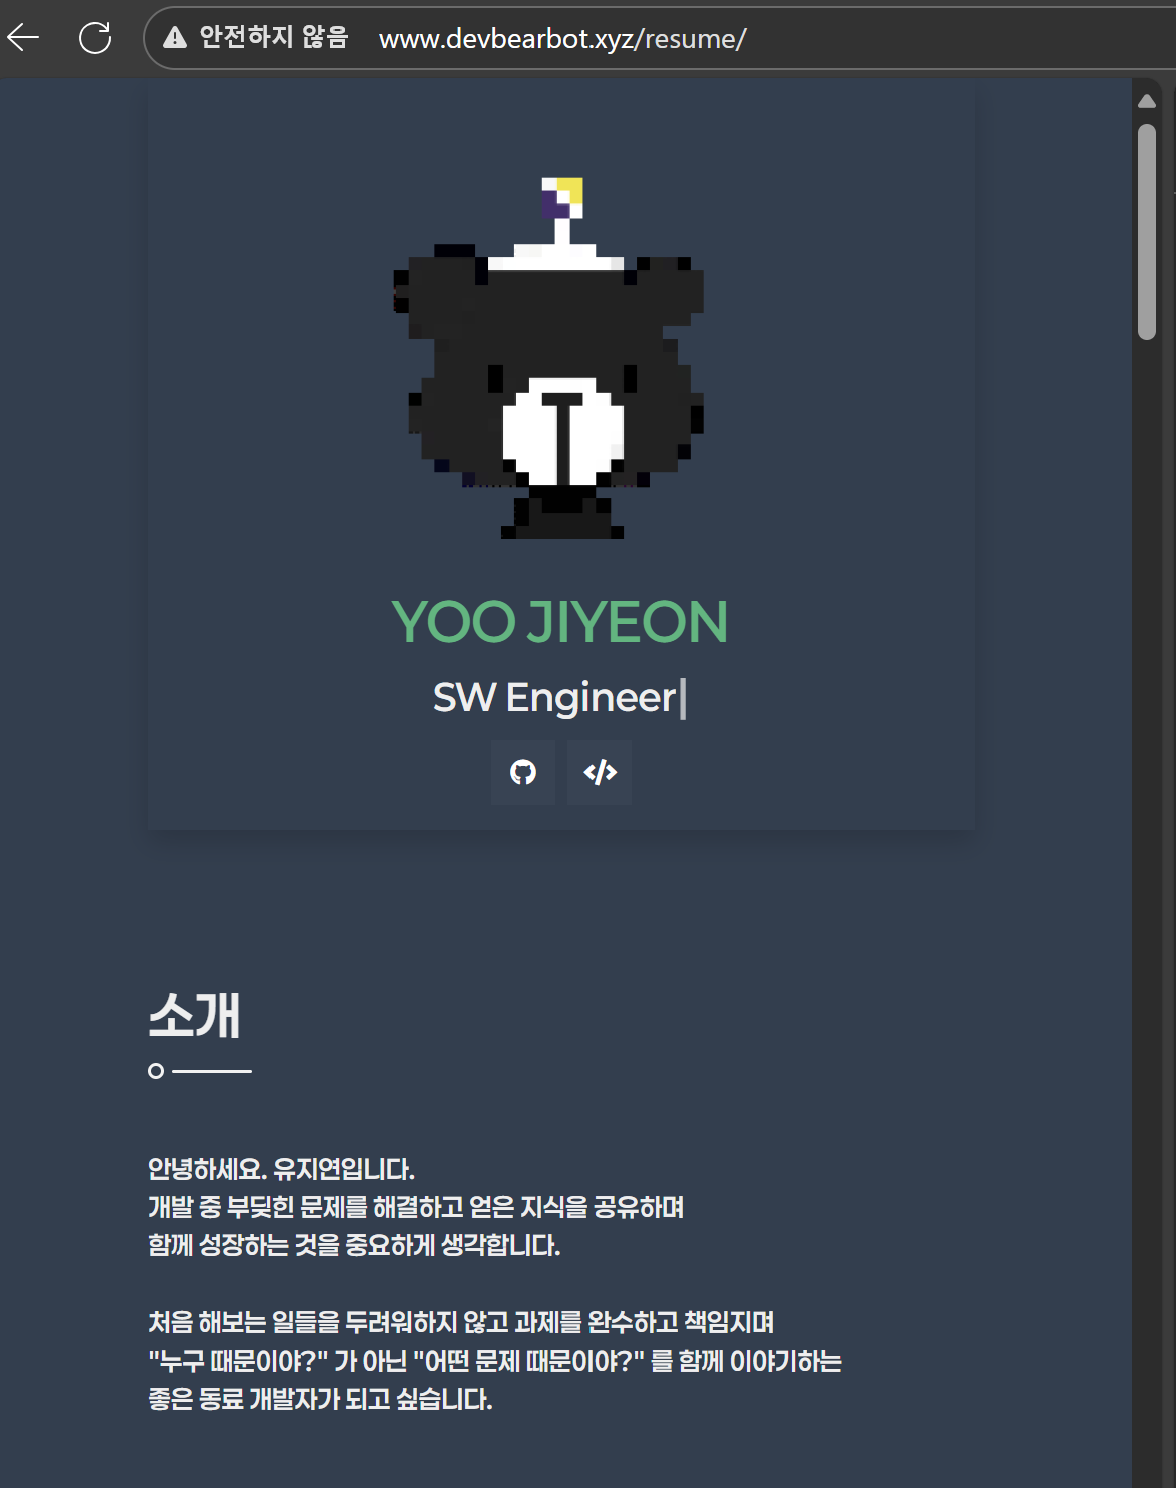 안전하지 않음 www.devbearbot.xyz/resume/
YOO JIYEON
SW Engineer|
</>
소개
안녕하세요. 유지연입니다.
개발 중 부딪힌 문제를 해결하고 얻은 지식을 공유하며
함께 성장하는 것을 중요하게 생각합니다.
처음 해보는 일들을 두려워하지 않고 과제를 완수하고 책임지며
"누구 때문이야?" 가 아닌 "어떤 문제 때문이야?" 를 함께 이야기하는
좋은 동료 개발자가 되고 싶습니다.